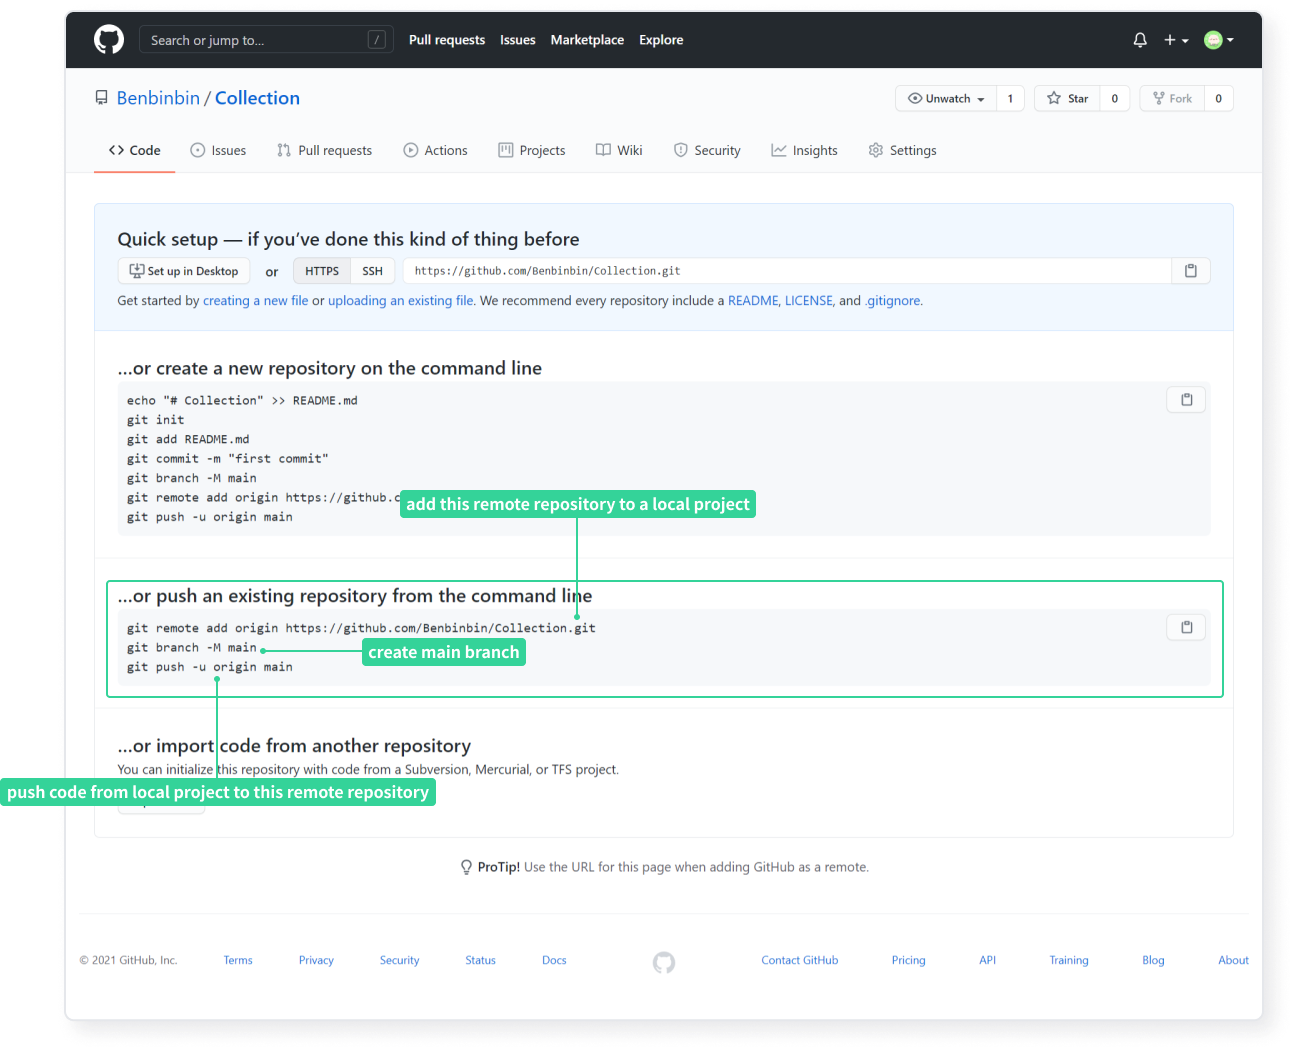 Search or jump to... /
Pull requests Issues Marketplace Explore
Benbinbin / Collection
Unwatch 1 Star 0 Fork 0
Code Issues Pull requests Actions Projects Wiki Security Insights Settings
Quick setup — if you’ve done this kind of thing before
Set up in Desktop or HTTPS SSH https://github.com/Benbinbin/Collection.git
Get started by creating a new file or uploading an existing file. We recommend every repository include a README, LICENSE, and .gitignore.
...or create a new repository on the command line
echo "# Collection" >> README.md
git init
git add README.md
git commit -m "first commit"
git branch -M main
git remote add origin https://github.c
add this remote repository to a local project
git push -u origin main
...or push an existing repository from the command line
git remote add origin https://github.com/Benbinbin/Collection.git
git branch -M main
create main branch
git push -u origin main
...or import code from another repository
You can initialize this repository with code from a Subversion, Mercurial, or TFS project.
push code from local project to this remote repository
ProTip! Use the URL for this page when adding GitHub as a remote.
© 2021 GitHub, Inc. Terms Privacy Security Status Docs Contact GitHub Pricing API Training Blog About